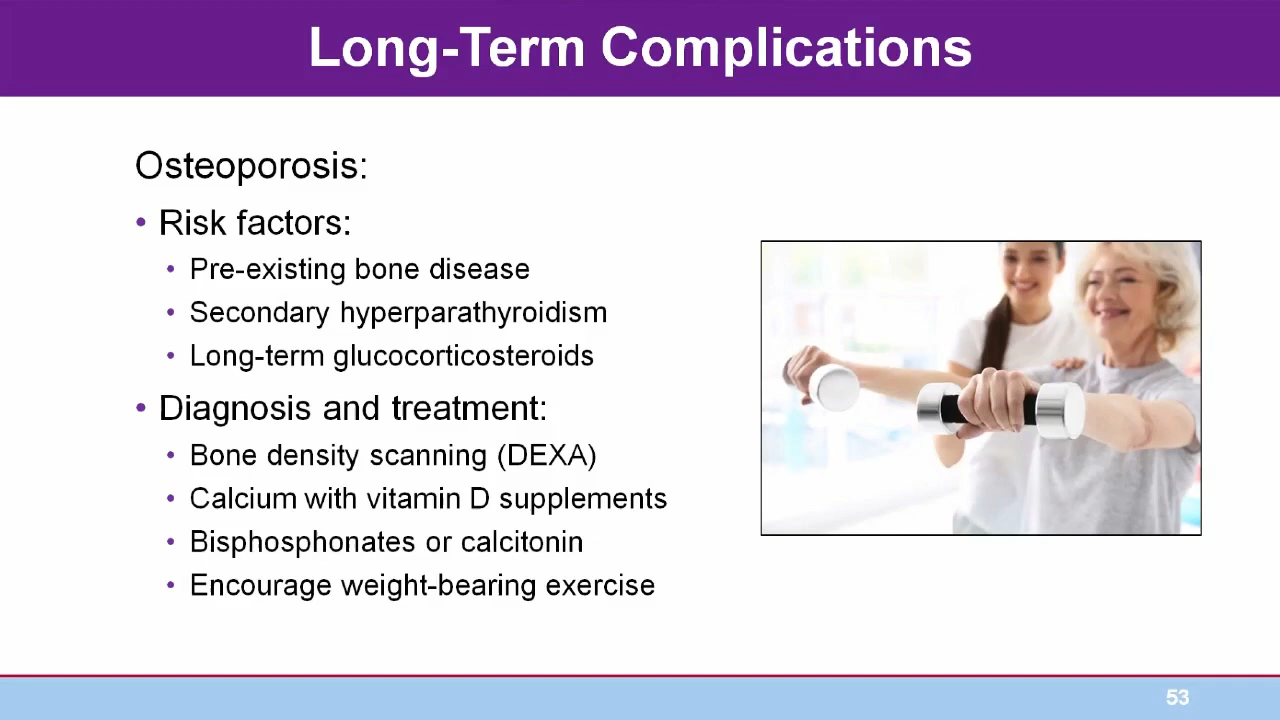 Long-Term Complications
Osteoporosis:
• Risk factors:
• Pre-existing bone disease
• Secondary hyperparathyroidism
• Long-term glucocorticosteroids
• Diagnosis and treatment:
• Bone density scanning (DEXA)
• Calcium with vitamin D supplements
• Bisphosphonates or calcitonin
• Encourage weight-bearing exercise
53